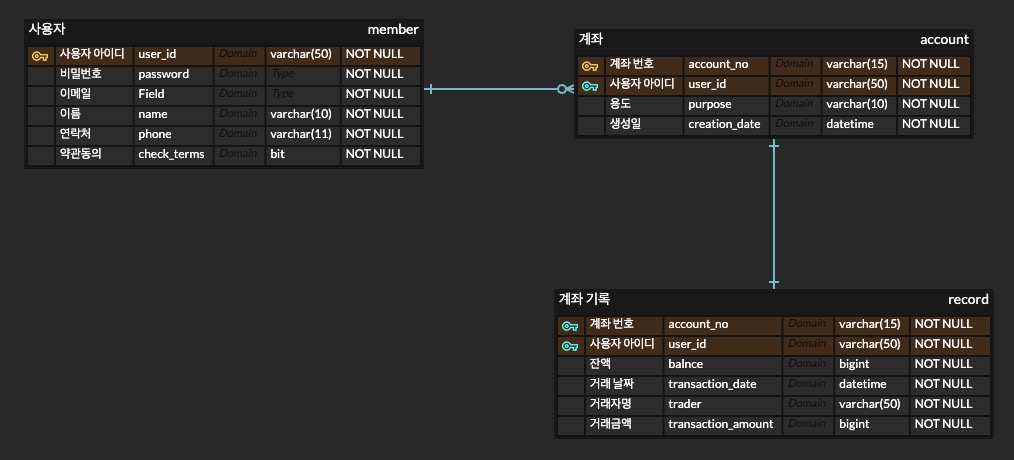 사용자 member
사용자 아이디 user_id Domain varchar(50) NOT NULL
비밀번호 password Domain Type NOT NULL
이메일 Field Domain Type NOT NULL
이름 name Domain varchar(10) NOT NULL
연락처 phone Domain varchar(11) NOT NULL
약관동의 check_terms Domain bit NOT NULL
계좌 account
계좌 번호 account_no Domain varchar(15) NOT NULL
사용자 아이디 user_id Domain varchar(50) NOT NULL
용도 purpose Domain varchar(10) NOT NULL
생성일 creation_date Domain datetime NOT NULL
계좌 기록 record
계좌 번호 account_no Domain varchar(15) NOT NULL
사용자 아이디 user_id Domain varchar(50) NOT NULL
잔액 balnce Domain bigint NOT NULL
거래 날짜 transaction_date Domain datetime NOT NULL
거래자명 trader Domain varchar(50) NOT NULL
거래금액 transaction_amount Domain bigint NOT NULL